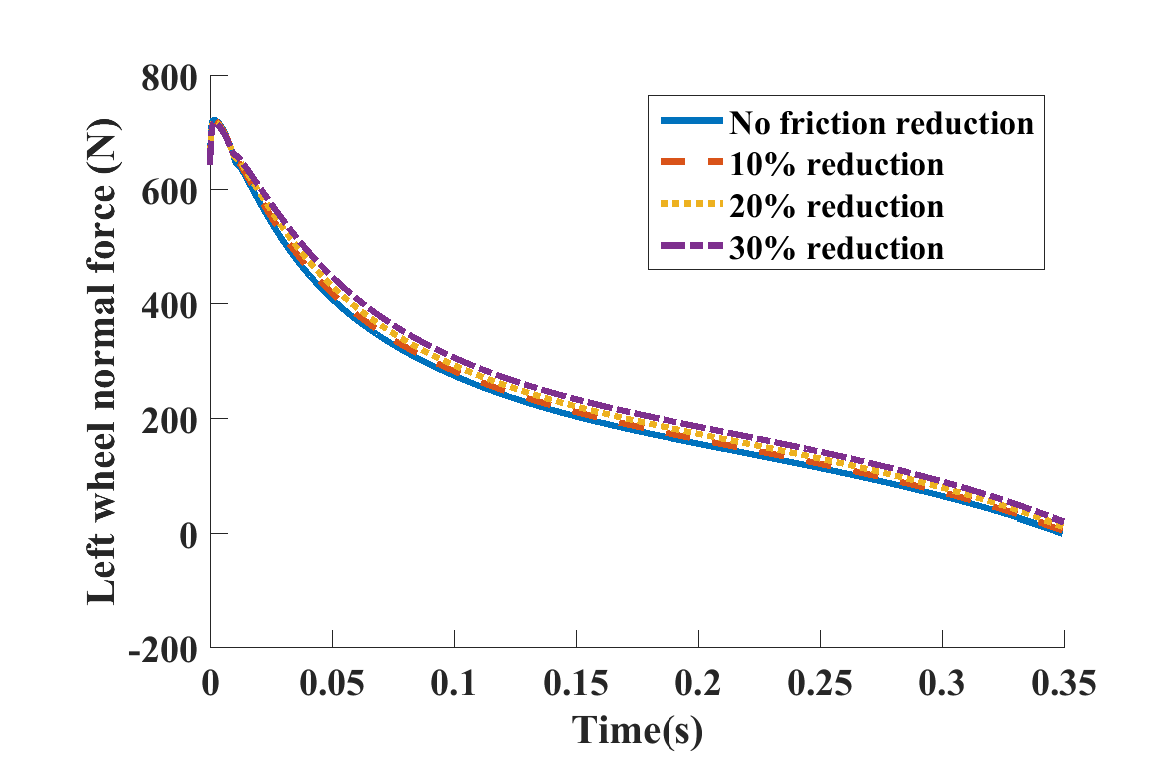 800
600
400
200
0
-200
Left wheel normal force (N)
No friction reduction
10% reduction
20% reduction
30% reduction
0 0.05 0.1 0.15 0.2 0.25 0.3 0.35
Time(s)